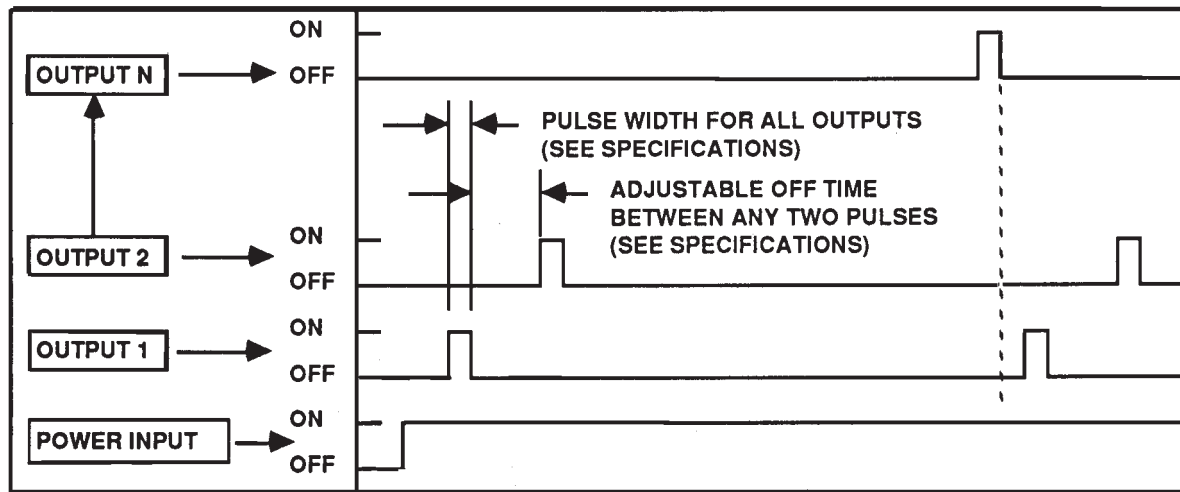 ON
OUTPUT N
OFF
PULSE WIDTH FOR ALL OUTPUTS
(SEE SPECIFICATIONS)
ADJUSTABLE OFF TIME
BETWEEN ANY TWO PULSES
(SEE SPECIFICATIONS)
ON
OUTPUT 2
OFF
ON
OUTPUT 1
OFF
ON
POWER INPUT
OFF